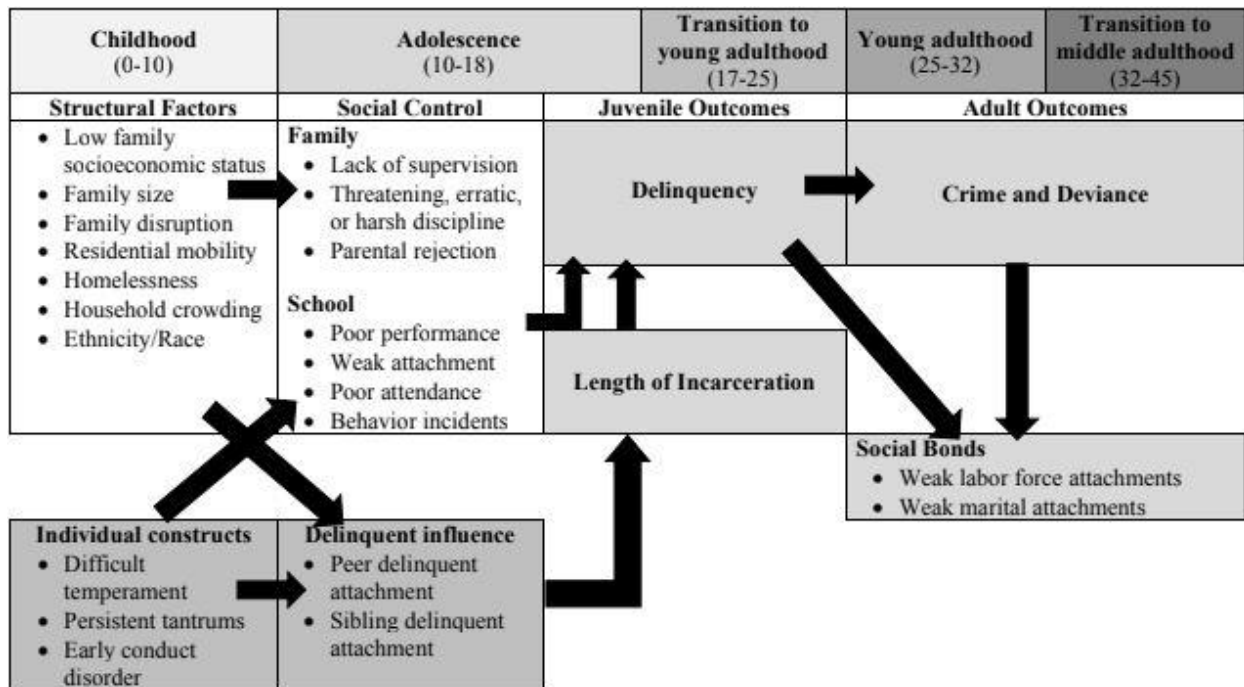 Childhood
(0-10)
Adolescence
(10-18)
Transition to
young adulthood
(17-25)
Young adulthood
(25-32)
Transition to
middle adulthood
(32-45)
Structural Factors
• Low family
socioeconomic status
• Family size
• Family disruption
• Residential mobility
• Homelessness
• Household crowding
• Ethnicity/Race
Social Control
Family
• Lack of supervision
• Threatening, erratic,
or harsh discipline
• Parental rejection
School
• Poor performance
• Weak attachment
• Poor attendance
• Behavior incidents
Juvenile Outcomes
Delinquency
Length of Incarceration
Adult Outcomes
Crime and Deviance
Social Bonds
• Weak labor force attachments
• Weak marital attachments
Individual constructs
• Difficult
temperament
• Persistent tantrums
• Early conduct
disorder
Delinquent influence
• Peer delinquent
attachment
• Sibling delinquent
attachment